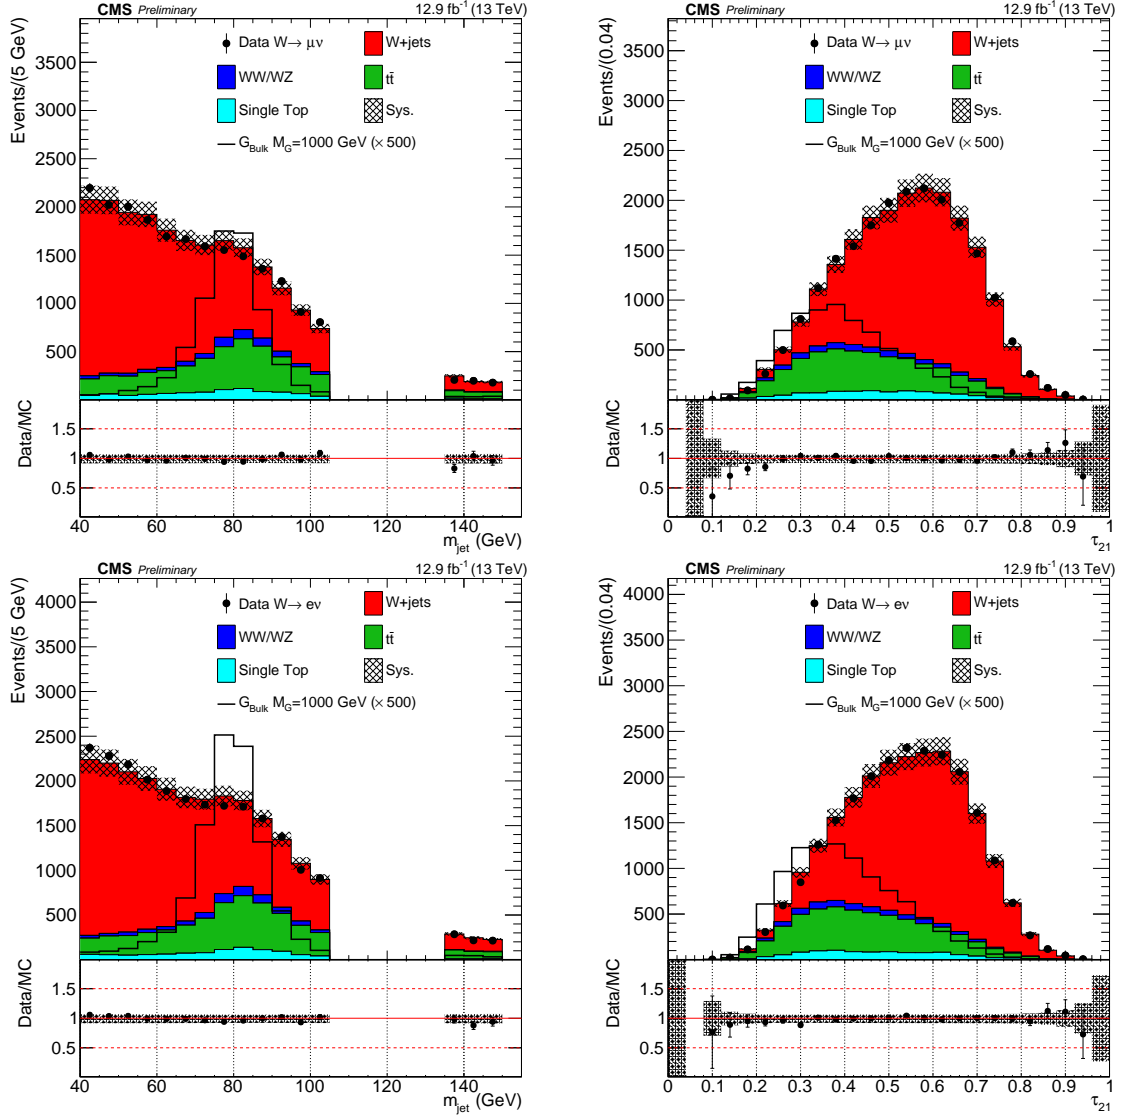 CMS Preliminary 12.9 fb⁻¹ (13 TeV)
Events/(5 GeV)
Data W→ μν
W+jets
WW/WZ
tt̄
Single Top
Sys.
G_Bulk M_G=1000 GeV (× 500)
3500
3000
2500
2000
1500
1000
500
Data/MC
1.5
1
0.5
40 60 80 100 120 140
m_jet (GeV)
CMS Preliminary 12.9 fb⁻¹ (13 TeV)
Events/(0.04)
Data W→ μν
W+jets
WW/WZ
tt̄
Single Top
Sys.
G_Bulk M_G=1000 GeV (× 500)
3500
3000
2500
2000
1500
1000
500
Data/MC
1.5
1
0.5
0 0.1 0.2 0.3 0.4 0.5 0.6 0.7 0.8 0.9 1
τ₂₁
CMS Preliminary 12.9 fb⁻¹ (13 TeV)
Events/(5 GeV)
Data W→ eν
W+jets
WW/WZ
tt̄
Single Top
Sys.
G_Bulk M_G=1000 GeV (× 500)
4000
3500
3000
2500
2000
1500
1000
500
Data/MC
1.5
1
0.5
40 60 80 100 120 140
m_jet (GeV)
CMS Preliminary 12.9 fb⁻¹ (13 TeV)
Events/(0.04)
Data W→ eν
W+jets
WW/WZ
tt̄
Single Top
Sys.
G_Bulk M_G=1000 GeV (× 500)
4000
3500
3000
2500
2000
1500
1000
500
Data/MC
1.5
1
0.5
0 0.1 0.2 0.3 0.4 0.5 0.6 0.7 0.8 0.9 1
τ₂₁